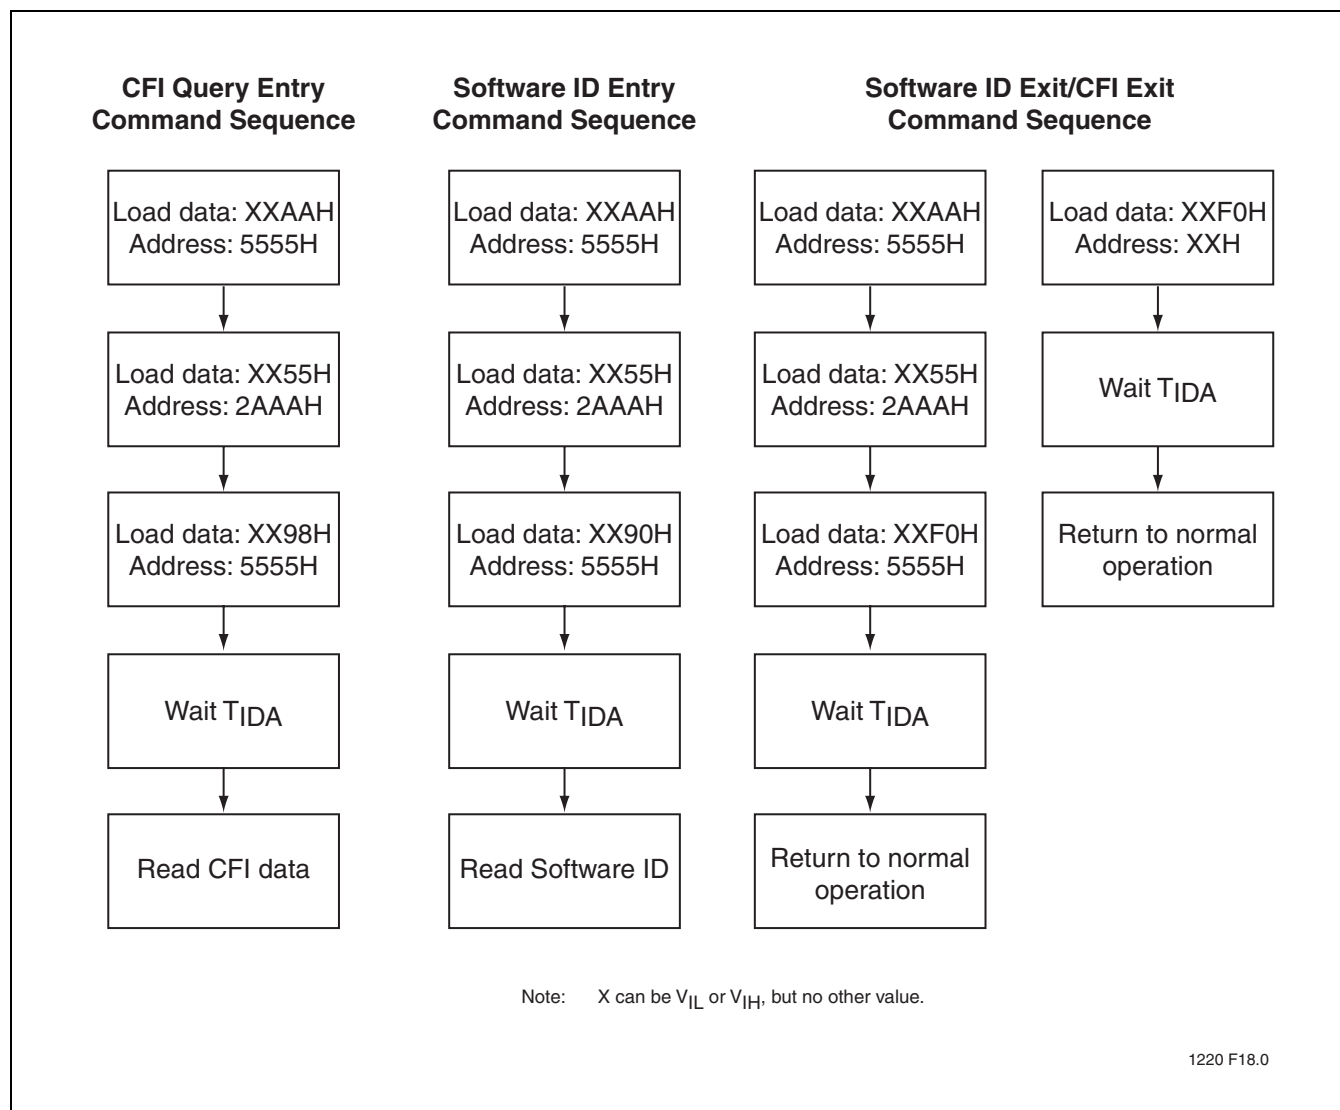 CFI Query Entry
Command Sequence
Load data: XXAAH
Address: 5555H
Load data: XX55H
Address: 2AAAH
Load data: XX98H
Address: 5555H
Wait TIDA
Read CFI data
Software ID Entry
Command Sequence
Load data: XXAAH
Address: 5555H
Load data: XX55H
Address: 2AAAH
Load data: XX90H
Address: 5555H
Wait TIDA
Read Software ID
Software ID Exit/CFI Exit
Command Sequence
Load data: XXAAH
Address: 5555H
Load data: XX55H
Address: 2AAAH
Load data: XXF0H
Address: 5555H
Wait TIDA
Return to normal
operation
Load data: XXF0H
Address: XXH
Wait TIDA
Return to normal
operation
Note: X can be VIL or VIH, but no other value.
1220 F18.0